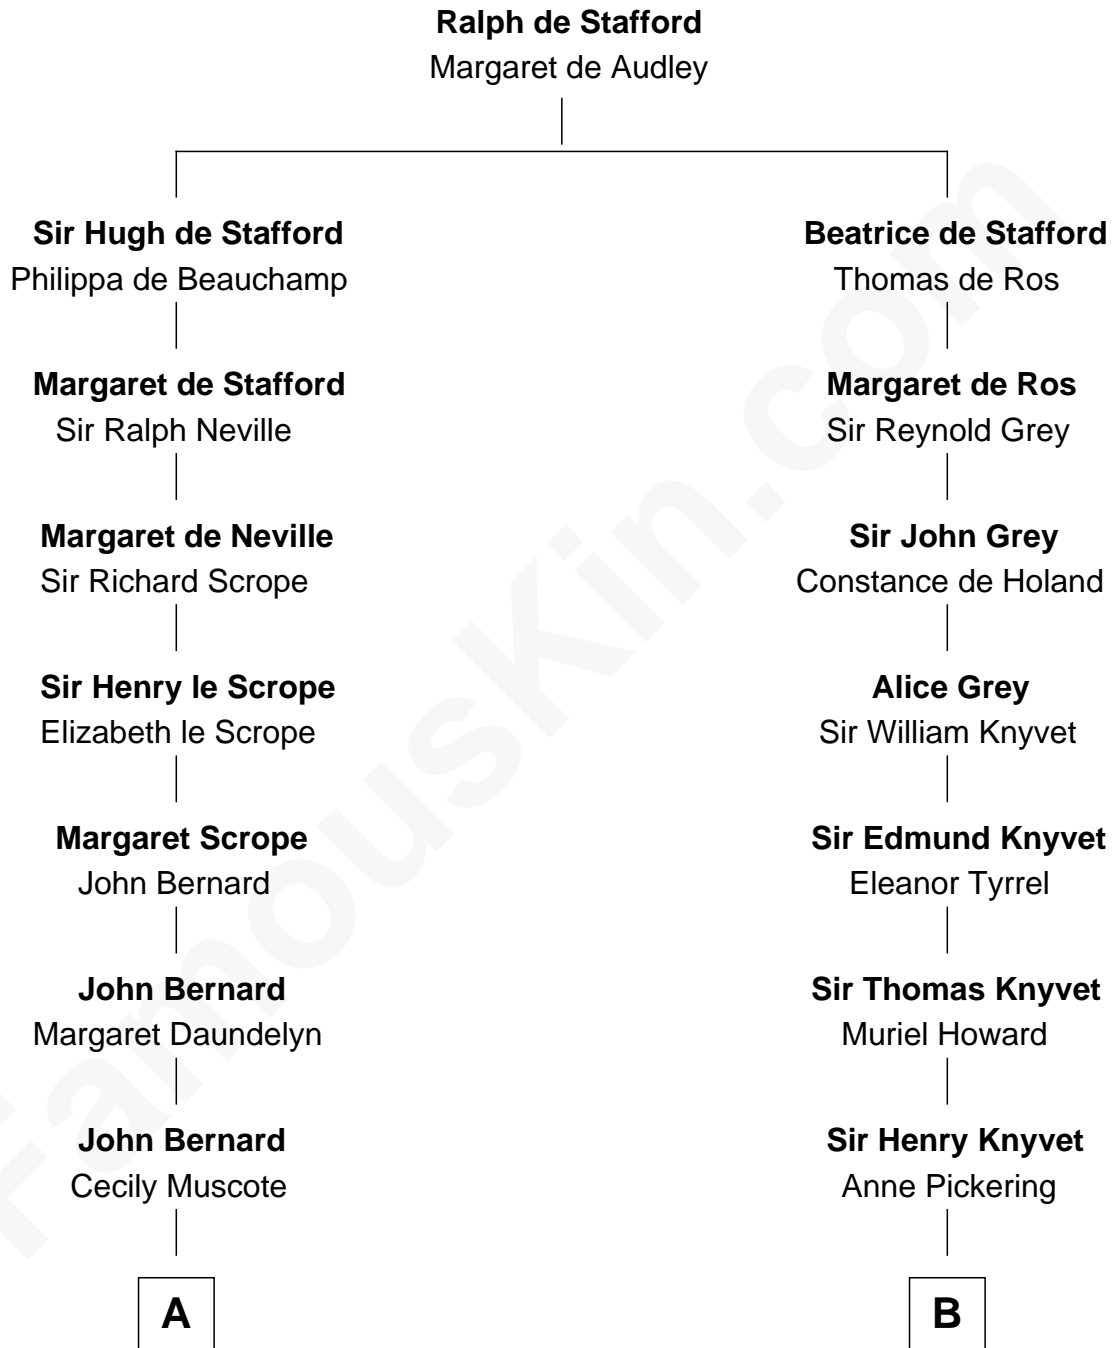 Ralph de Stafford
Margaret de Audley
Sir Hugh de Stafford
Philippa de Beauchamp
Margaret de Stafford
Sir Ralph Neville
Margaret de Neville
Sir Richard Scrope
Sir Henry le Scrope
Elizabeth le Scrope
Margaret Scrope
John Bernard
John Bernard
Margaret Daundelyn
John Bernard
Cecily Muscote
A
Beatrice de Stafford
Thomas de Ros
Margaret de Ros
Sir Reynold Grey
Sir John Grey
Constance de Holand
Alice Grey
Sir William Knyvet
Sir Edmund Knyvet
Eleanor Tyrrel
Sir Thomas Knyvet
Muriel Howard
Sir Henry Knyvet
Anne Pickering
B
FamousKin.com